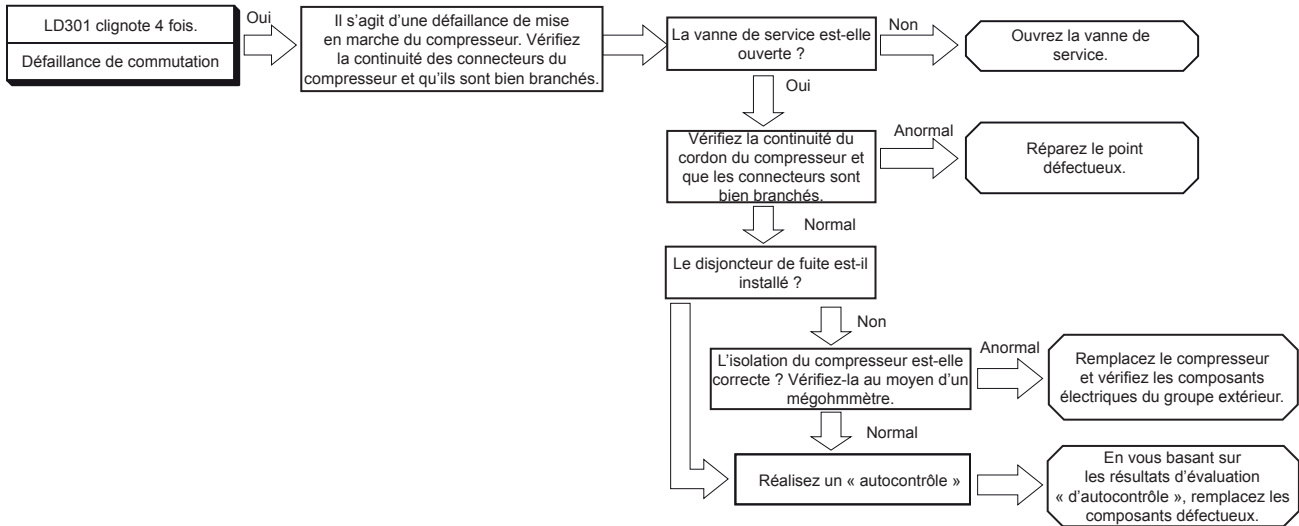 LD301 clignote 4 fois.
Défaillance de commutation
Oui
Il s’agit d’une défaillance de mise
en marche du compresseur. Vérifiez
la continuité des connecteurs du
compresseur et qu’ils sont bien branchés.
La vanne de service est-elle
ouverte ?
Non
Ouvrez la vanne de
service.
Oui
Vérifiez la continuité du
cordon du compresseur et
que les connecteurs sont
bien branchés.
Anormal
Réparez le point
défectueux.
Normal
Le disjoncteur de fuite est-il
installé ?
Non
L’isolation du compresseur est-elle
correcte ? Vérifiez-la au moyen d’un
mégohmmètre.
Anormal
Remplacez le compresseur
et vérifiez les composants
électriques du groupe extérieur.
Normal
Réalisez un « autocontrôle »
En vous basant sur
les résultats d’évaluation
« d’autocontrôle », remplacez les
composants défectueux.